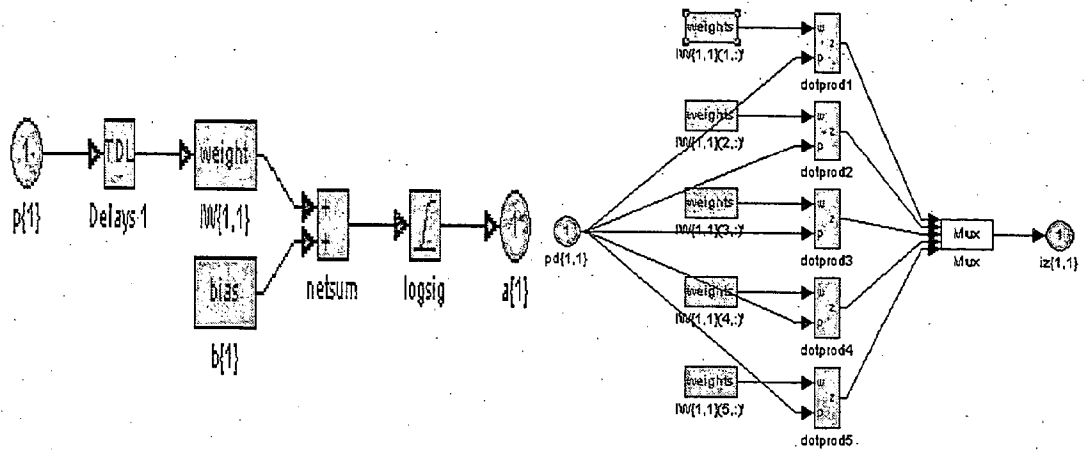 1
p{1}
TDL
Delays 1
weight
IW{1,1}
bias
b{1}
+
+
netsum
logsig
1
a{1}
1
pd{1,1}
weights
IW{1,1}(1,:)'
w
p
z
dotprod1
weights
IW{1,1}(2,:)'
w
p
z
dotprod2
weights
IW{1,1}(3,:)'
w
p
z
dotprod3
weights
IW{1,1}(4,:)'
w
p
z
dotprod4
weights
IW{1,1}(5,:)'
w
p
z
dotprod5
Mux
Mux
1
iz{1,1}